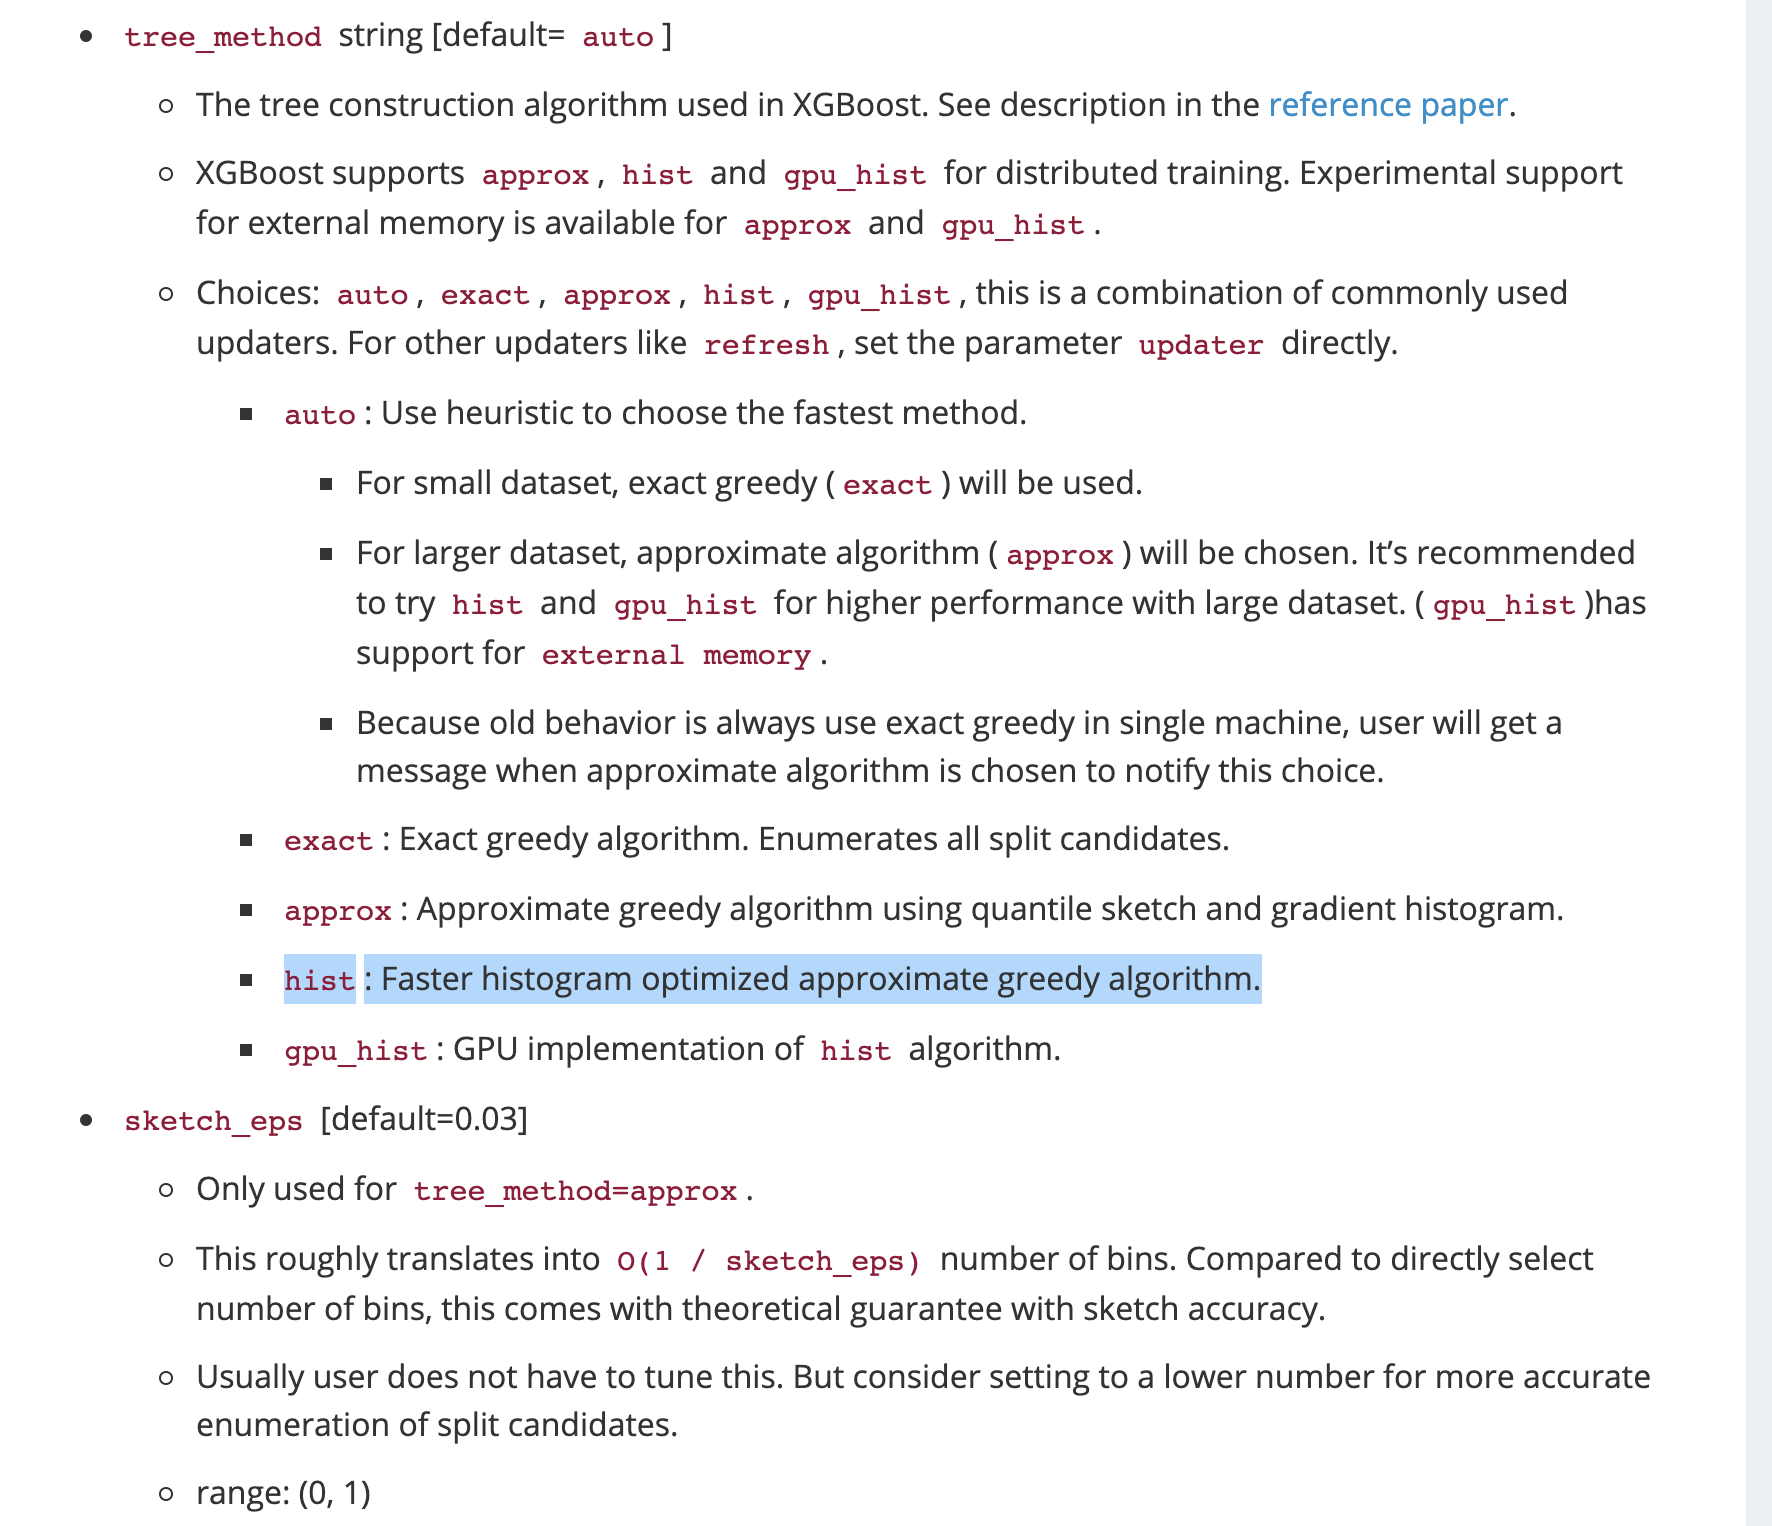 tree_method string [default= auto]
The tree construction algorithm used in XGBoost. See description in the reference paper.
XGBoost supports approx, hist and gpu_hist for distributed training. Experimental support
for external memory is available for approx and gpu_hist.
Choices: auto, exact, approx, hist, gpu_hist, this is a combination of commonly used
updaters. For other updaters like refresh, set the parameter updater directly.
auto: Use heuristic to choose the fastest method.
For small dataset, exact greedy (exact) will be used.
For larger dataset, approximate algorithm (approx) will be chosen. It’s recommended
to try hist and gpu_hist for higher performance with large dataset. (gpu_hist)has
support for external memory.
Because old behavior is always use exact greedy in single machine, user will get a
message when approximate algorithm is chosen to notify this choice.
exact: Exact greedy algorithm. Enumerates all split candidates.
approx: Approximate greedy algorithm using quantile sketch and gradient histogram.
hist: Faster histogram optimized approximate greedy algorithm.
gpu_hist: GPU implementation of hist algorithm.
sketch_eps [default=0.03]
Only used for tree_method=approx.
This roughly translates into O(1 / sketch_eps) number of bins. Compared to directly select
number of bins, this comes with theoretical guarantee with sketch accuracy.
Usually user does not have to tune this. But consider setting to a lower number for more accurate
enumeration of split candidates.
range: (0, 1)